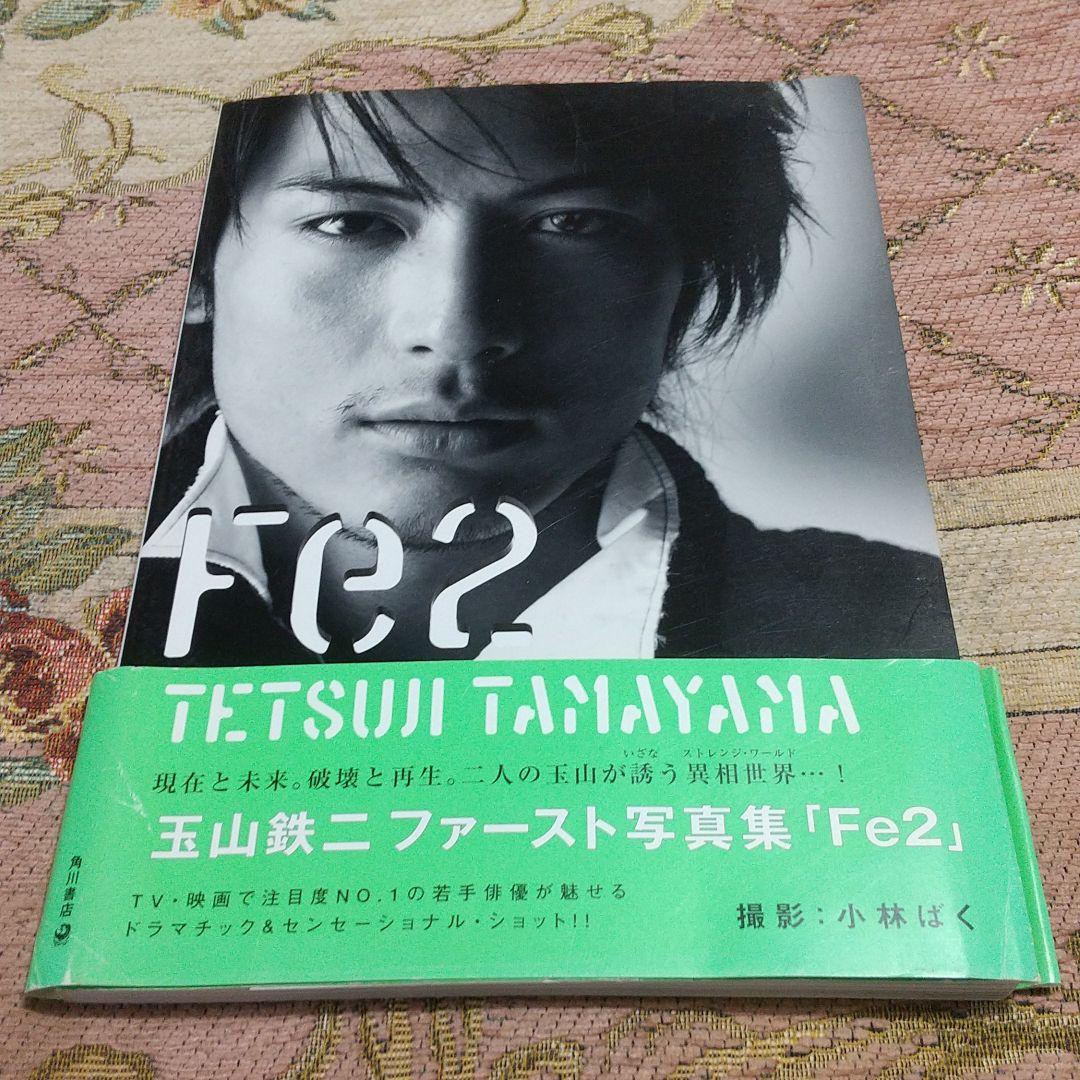 Fe2
TETSUJI TAMAYAMA
いざな ストレンジ・ワールド
現在と未来。破壊と再生。二人の玉山が誘う異相世界…！
玉山鉄二 ファースト写真集「Fe2」
TV・映画で注目度NO.1の若手俳優が魅せる
ドラマチック&センセーショナル・ショット!!
撮影：小林ばく
角川書店